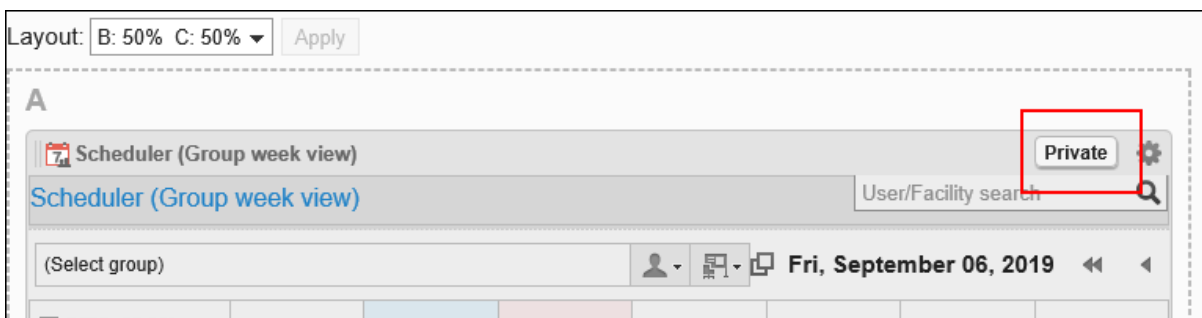 Layout: B: 50% C: 50% Apply
A
7 Scheduler (Group week view) Private
Scheduler (Group week view) User/Facility search
(Select group) Fri, September 06, 2019